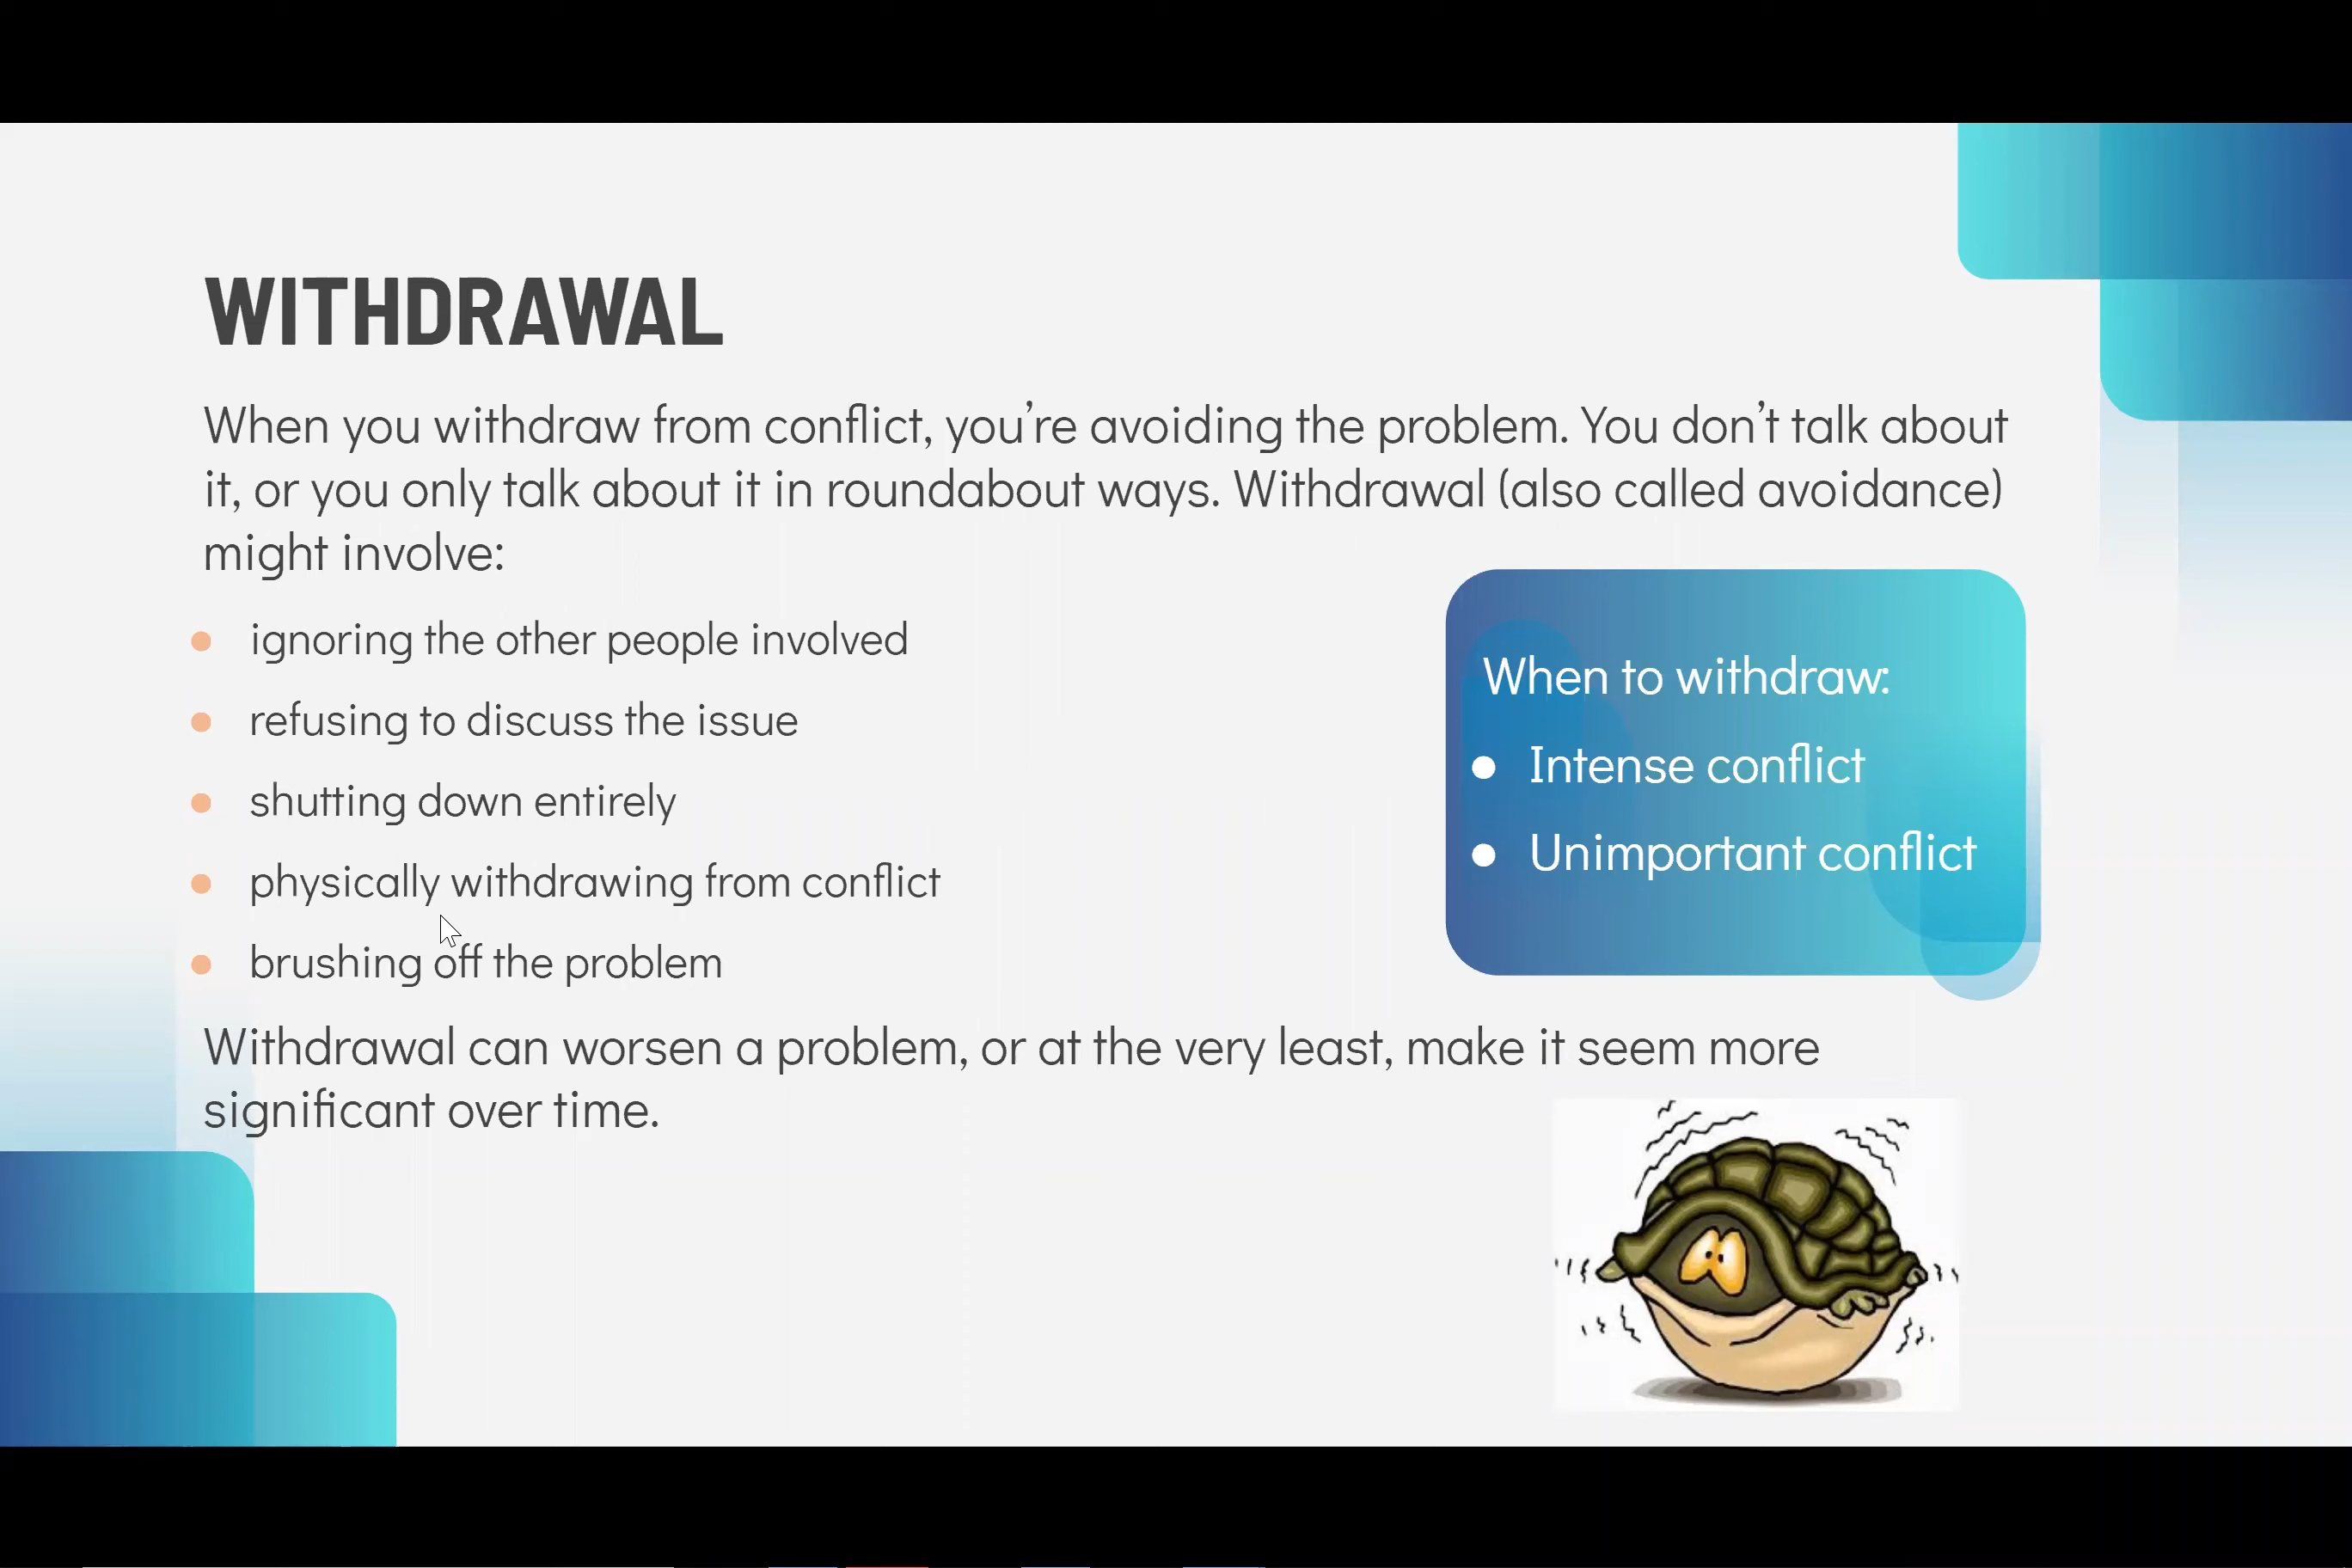 WITHDRAWAL
When you withdraw from conflict, you’re avoiding the problem. You don’t talk about
it, or you only talk about it in roundabout ways. Withdrawal (also called avoidance)
might involve:
● ignoring the other people involved
● refusing to discuss the issue
● shutting down entirely
● physically withdrawing from conflict
● brushing off the problem
When to withdraw:
● Intense conflict
● Unimportant conflict
Withdrawal can worsen a problem, or at the very least, make it seem more
significant over time.